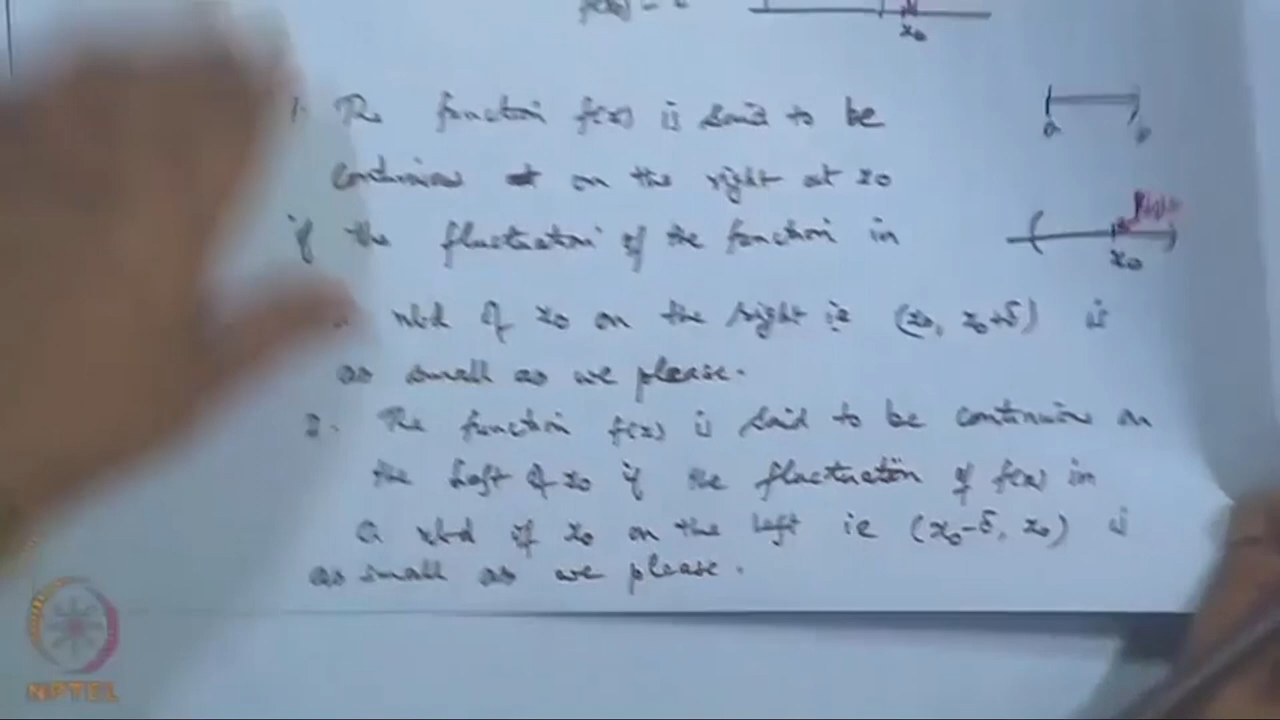 x0
1. The function f(x) is said to be
a
continuous at on the right at x0
Right
if the fluctuation of the function in
x0
nbd of x0 on the right ie (x0, x0+δ) is
as small as we please.
2. The function f(x) is said to be continuous on
the left of x0 if the fluctuation of f(x) in
a nbd of x0 on the left ie (x0-δ, x0) is
as small as we please.
NPTEL